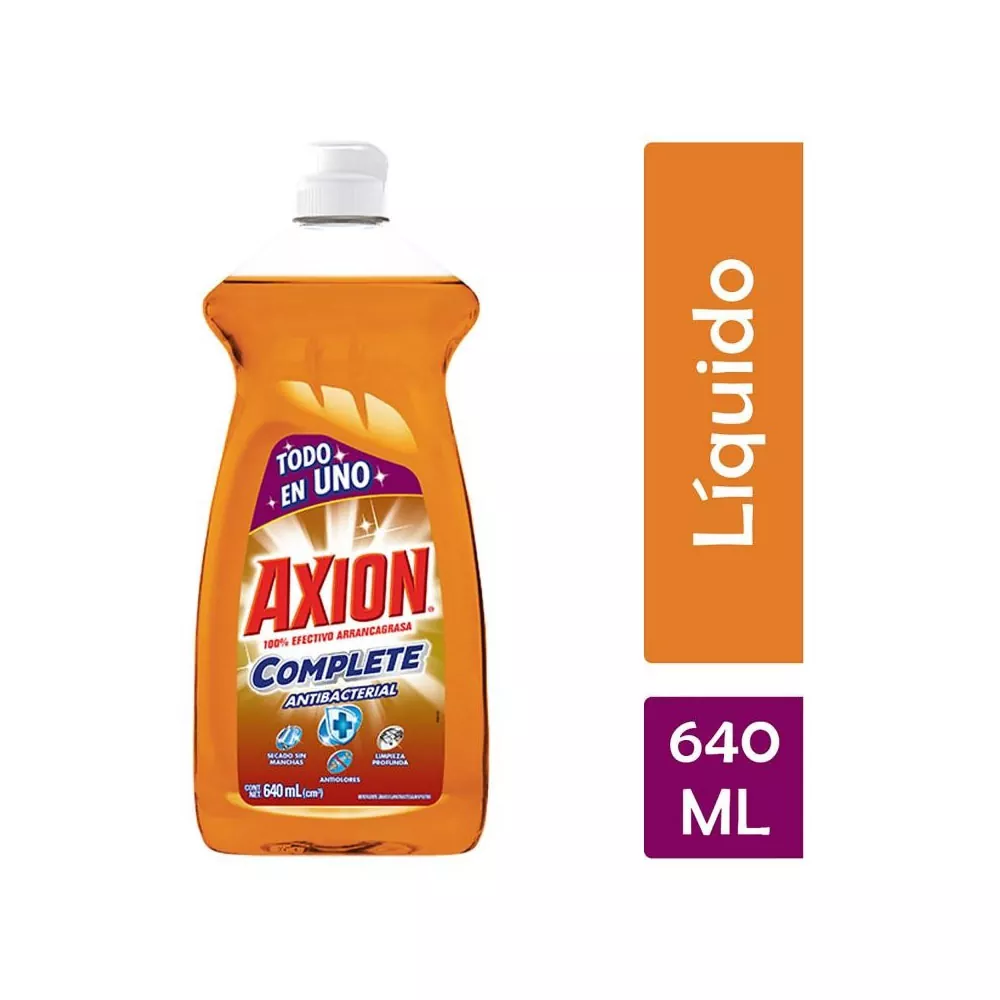 TODO
EN UNO
AXION
100% EFECTIVO ARRANCAGRASA
COMPLETE
ANTIBACTERIAL
SECADO SIN
MANCHAS
ANTIOLORES
LIMPIEZA
PROFUNDA
CONT.
NET. 640 mL (cm³)
Líquido
640
ML